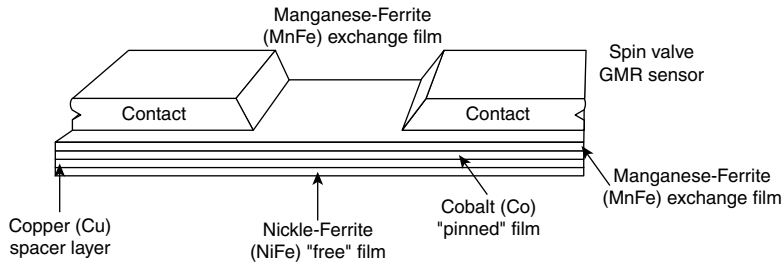 Manganese-Ferrite
(MnFe) exchange film
Spin valve
GMR sensor
Contact
Contact
Manganese-Ferrite
(MnFe) exchange film
Copper (Cu)
spacer layer
Nickle-Ferrite
(NiFe) "free" film
Cobalt (Co)
"pinned" film